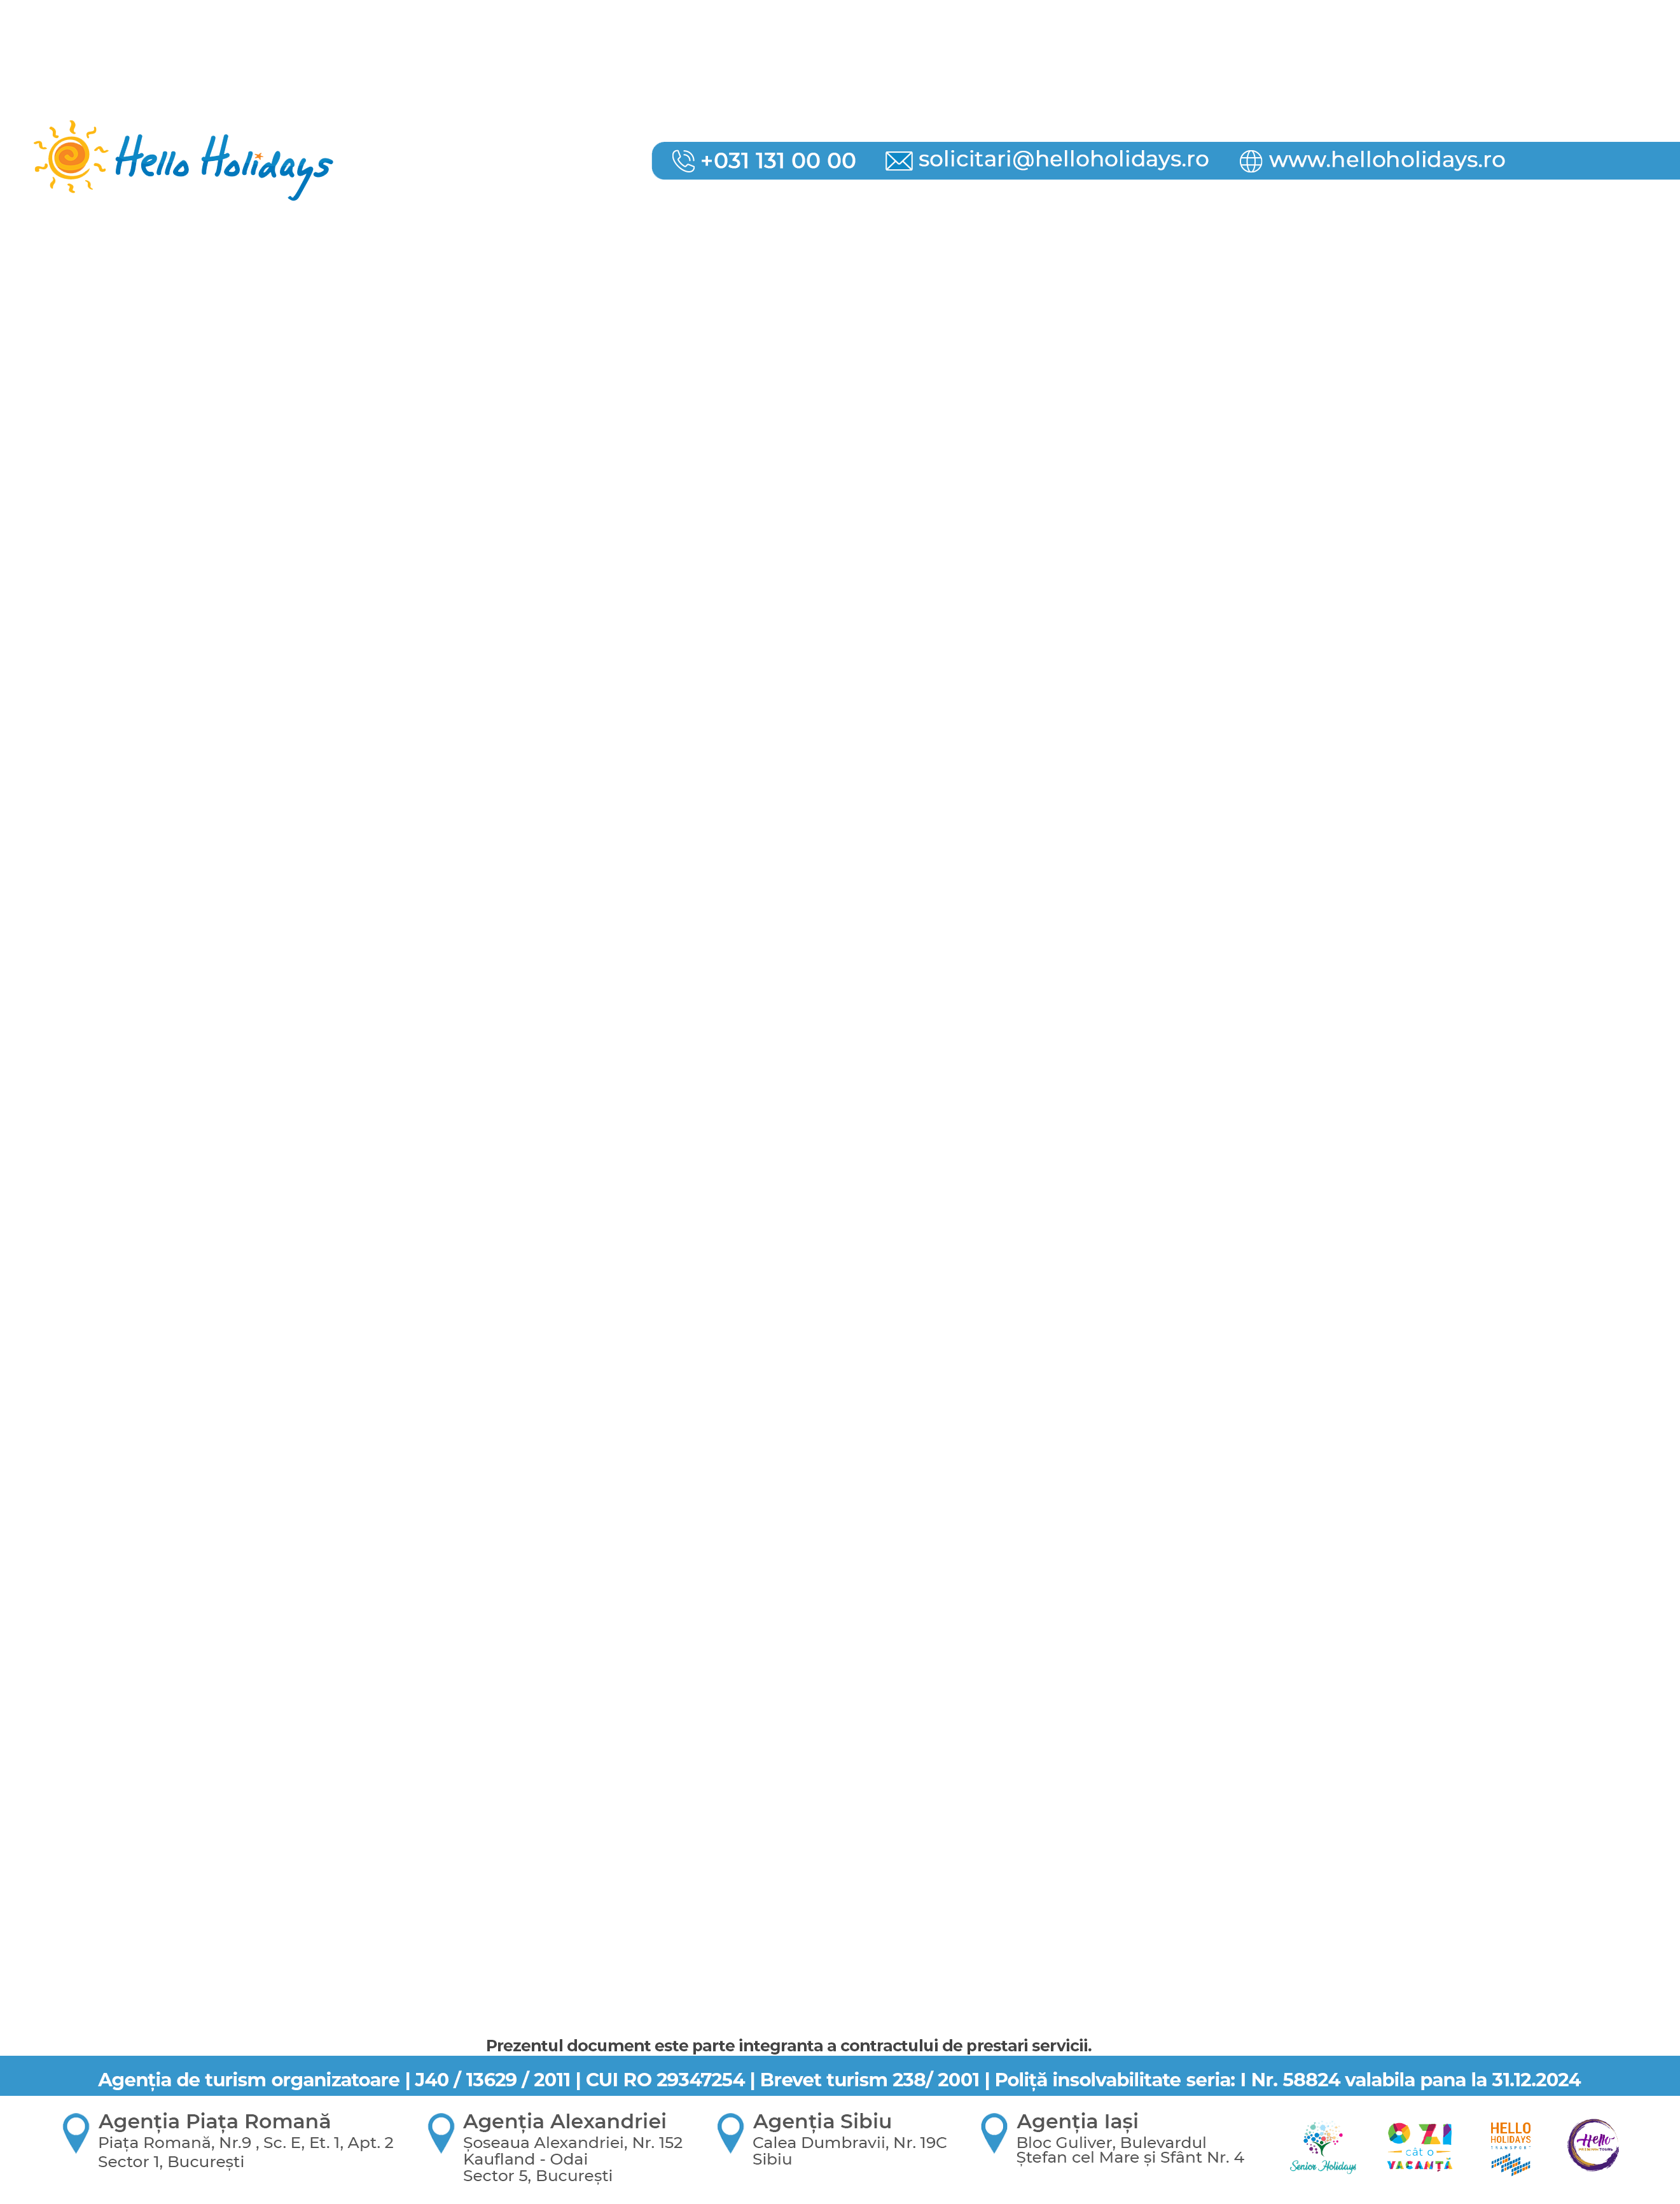 Hello Holidays
+031 131 00 00 solicitari@helloholidays.ro www.helloholidays.ro
Prezentul document este parte integranta a contractului de prestari servicii.
Agenția de turism organizatoare | J40 / 13629 / 2011 | CUI RO 29347254 | Brevet turism 238/ 2001 | Poliță insolvabilitate seria: I Nr. 58824 valabila pana la 31.12.2024
Agenția Piața Romană
Piața Romană, Nr.9 , Sc. E, Et. 1, Apt. 2
Sector 1, București
Agenția Alexandriei
Șoseaua Alexandriei, Nr. 152
Kaufland - Odai
Sector 5, București
Agenția Sibiu
Calea Dumbravii, Nr. 19C
Sibiu
Agenția Iași
Bloc Guliver, Bulevardul
Ștefan cel Mare și Sfânt Nr. 4
Senior Holidays
O ZI
cât o
VACANȚĂ
HELLO
HOLIDAYS
TRANSPORT
Hello